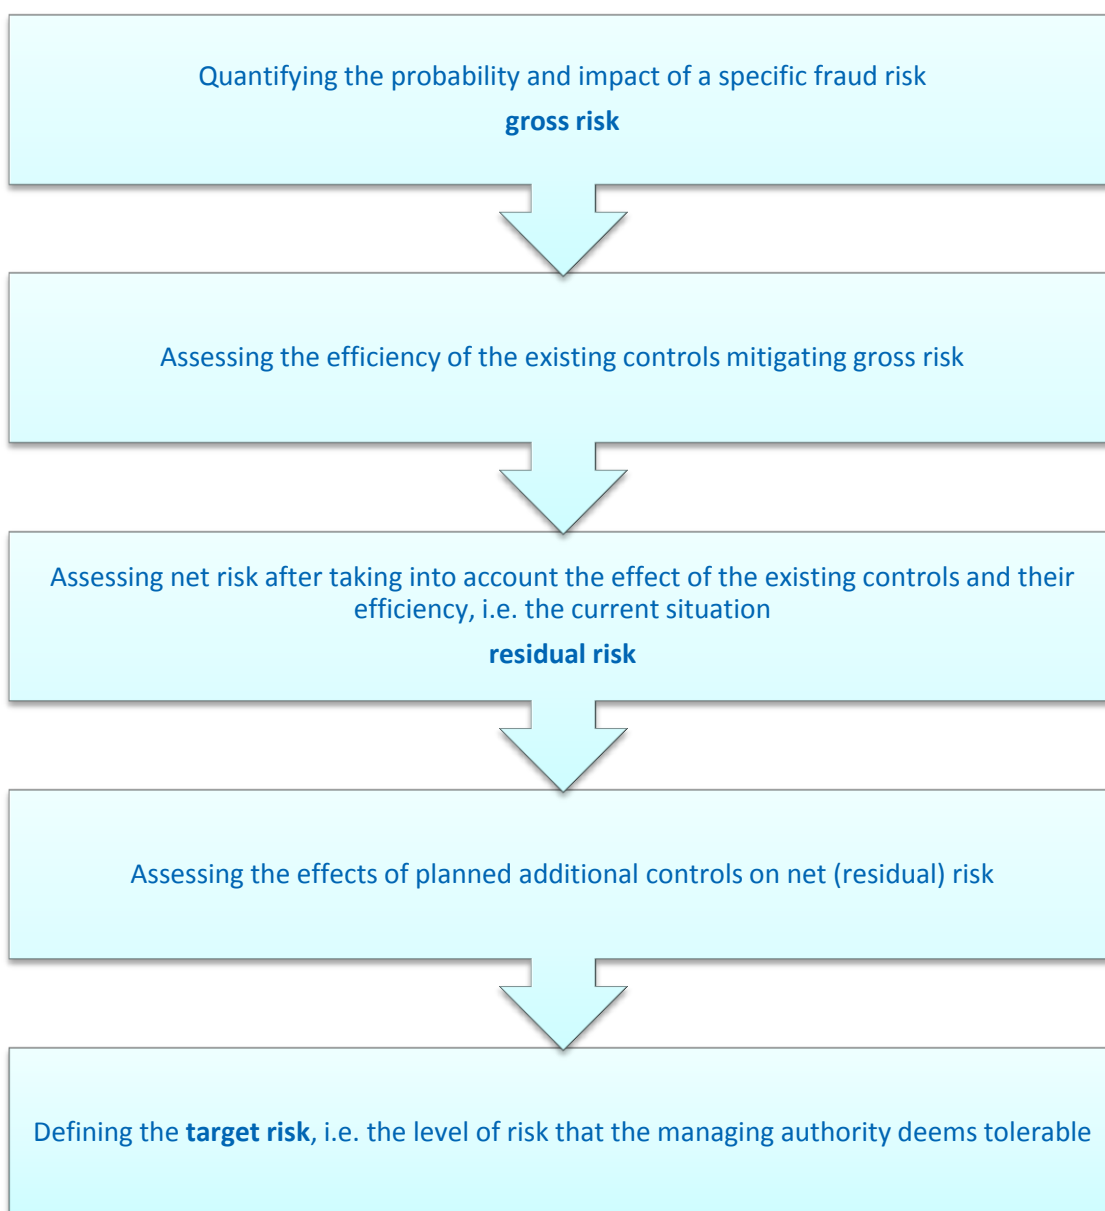 Quantifying the probability and impact of a specific fraud risk
gross risk
Assessing the efficiency of the existing controls mitigating gross risk
Assessing net risk after taking into account the effect of the existing controls and their
efficiency, i.e. the current situation
residual risk
Assessing the effects of planned additional controls on net (residual) risk
Defining the target risk, i.e. the level of risk that the managing authority deems tolerable